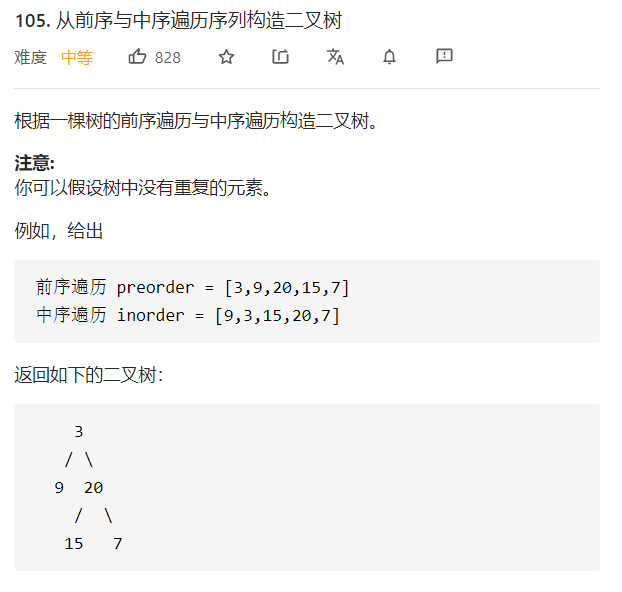 105. 从前序与中序遍历序列构造二叉树
难度 中等 828
根据一棵树的前序遍历与中序遍历构造二叉树。
注意:
你可以假设树中没有重复的元素。
例如，给出
前序遍历 preorder = [3,9,20,15,7]
中序遍历 inorder = [9,3,15,20,7]
返回如下的二叉树：
3
/ \
9 20
/ \
15 7